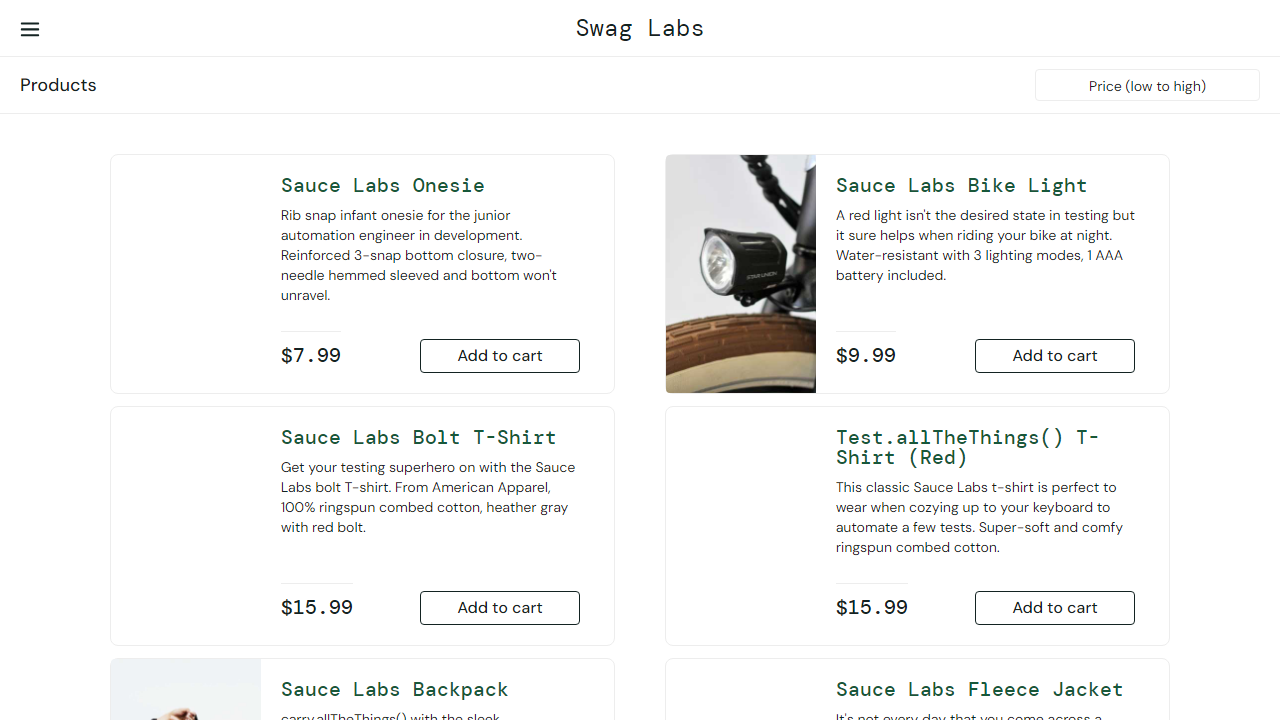 Swag Labs
Products
Price (low to high)
Sauce Labs Onesie
Rib snap infant onesie for the junior
automation engineer in development.
Reinforced 3-snap bottom closure, two-
needle hemmed sleeved and bottom won't
unravel.
$7.99
Add to cart
Sauce Labs Bike Light
A red light isn't the desired state in testing but
it sure helps when riding your bike at night.
Water-resistant with 3 lighting modes, 1 AAA
battery included.
$9.99
Add to cart
Sauce Labs Bolt T-Shirt
Get your testing superhero on with the Sauce
Labs bolt T-shirt. From American Apparel,
100% ringspun combed cotton, heather gray
with red bolt.
$15.99
Add to cart
Test.allTheThings() T-
Shirt (Red)
This classic Sauce Labs t-shirt is perfect to
wear when cozying up to your keyboard to
automate a few tests. Super-soft and comfy
ringspun combed cotton.
$15.99
Add to cart
Sauce Labs Backpack
carry.allTheThings() with the sleek,
Sauce Labs Fleece Jacket
It's not every day that you come across a